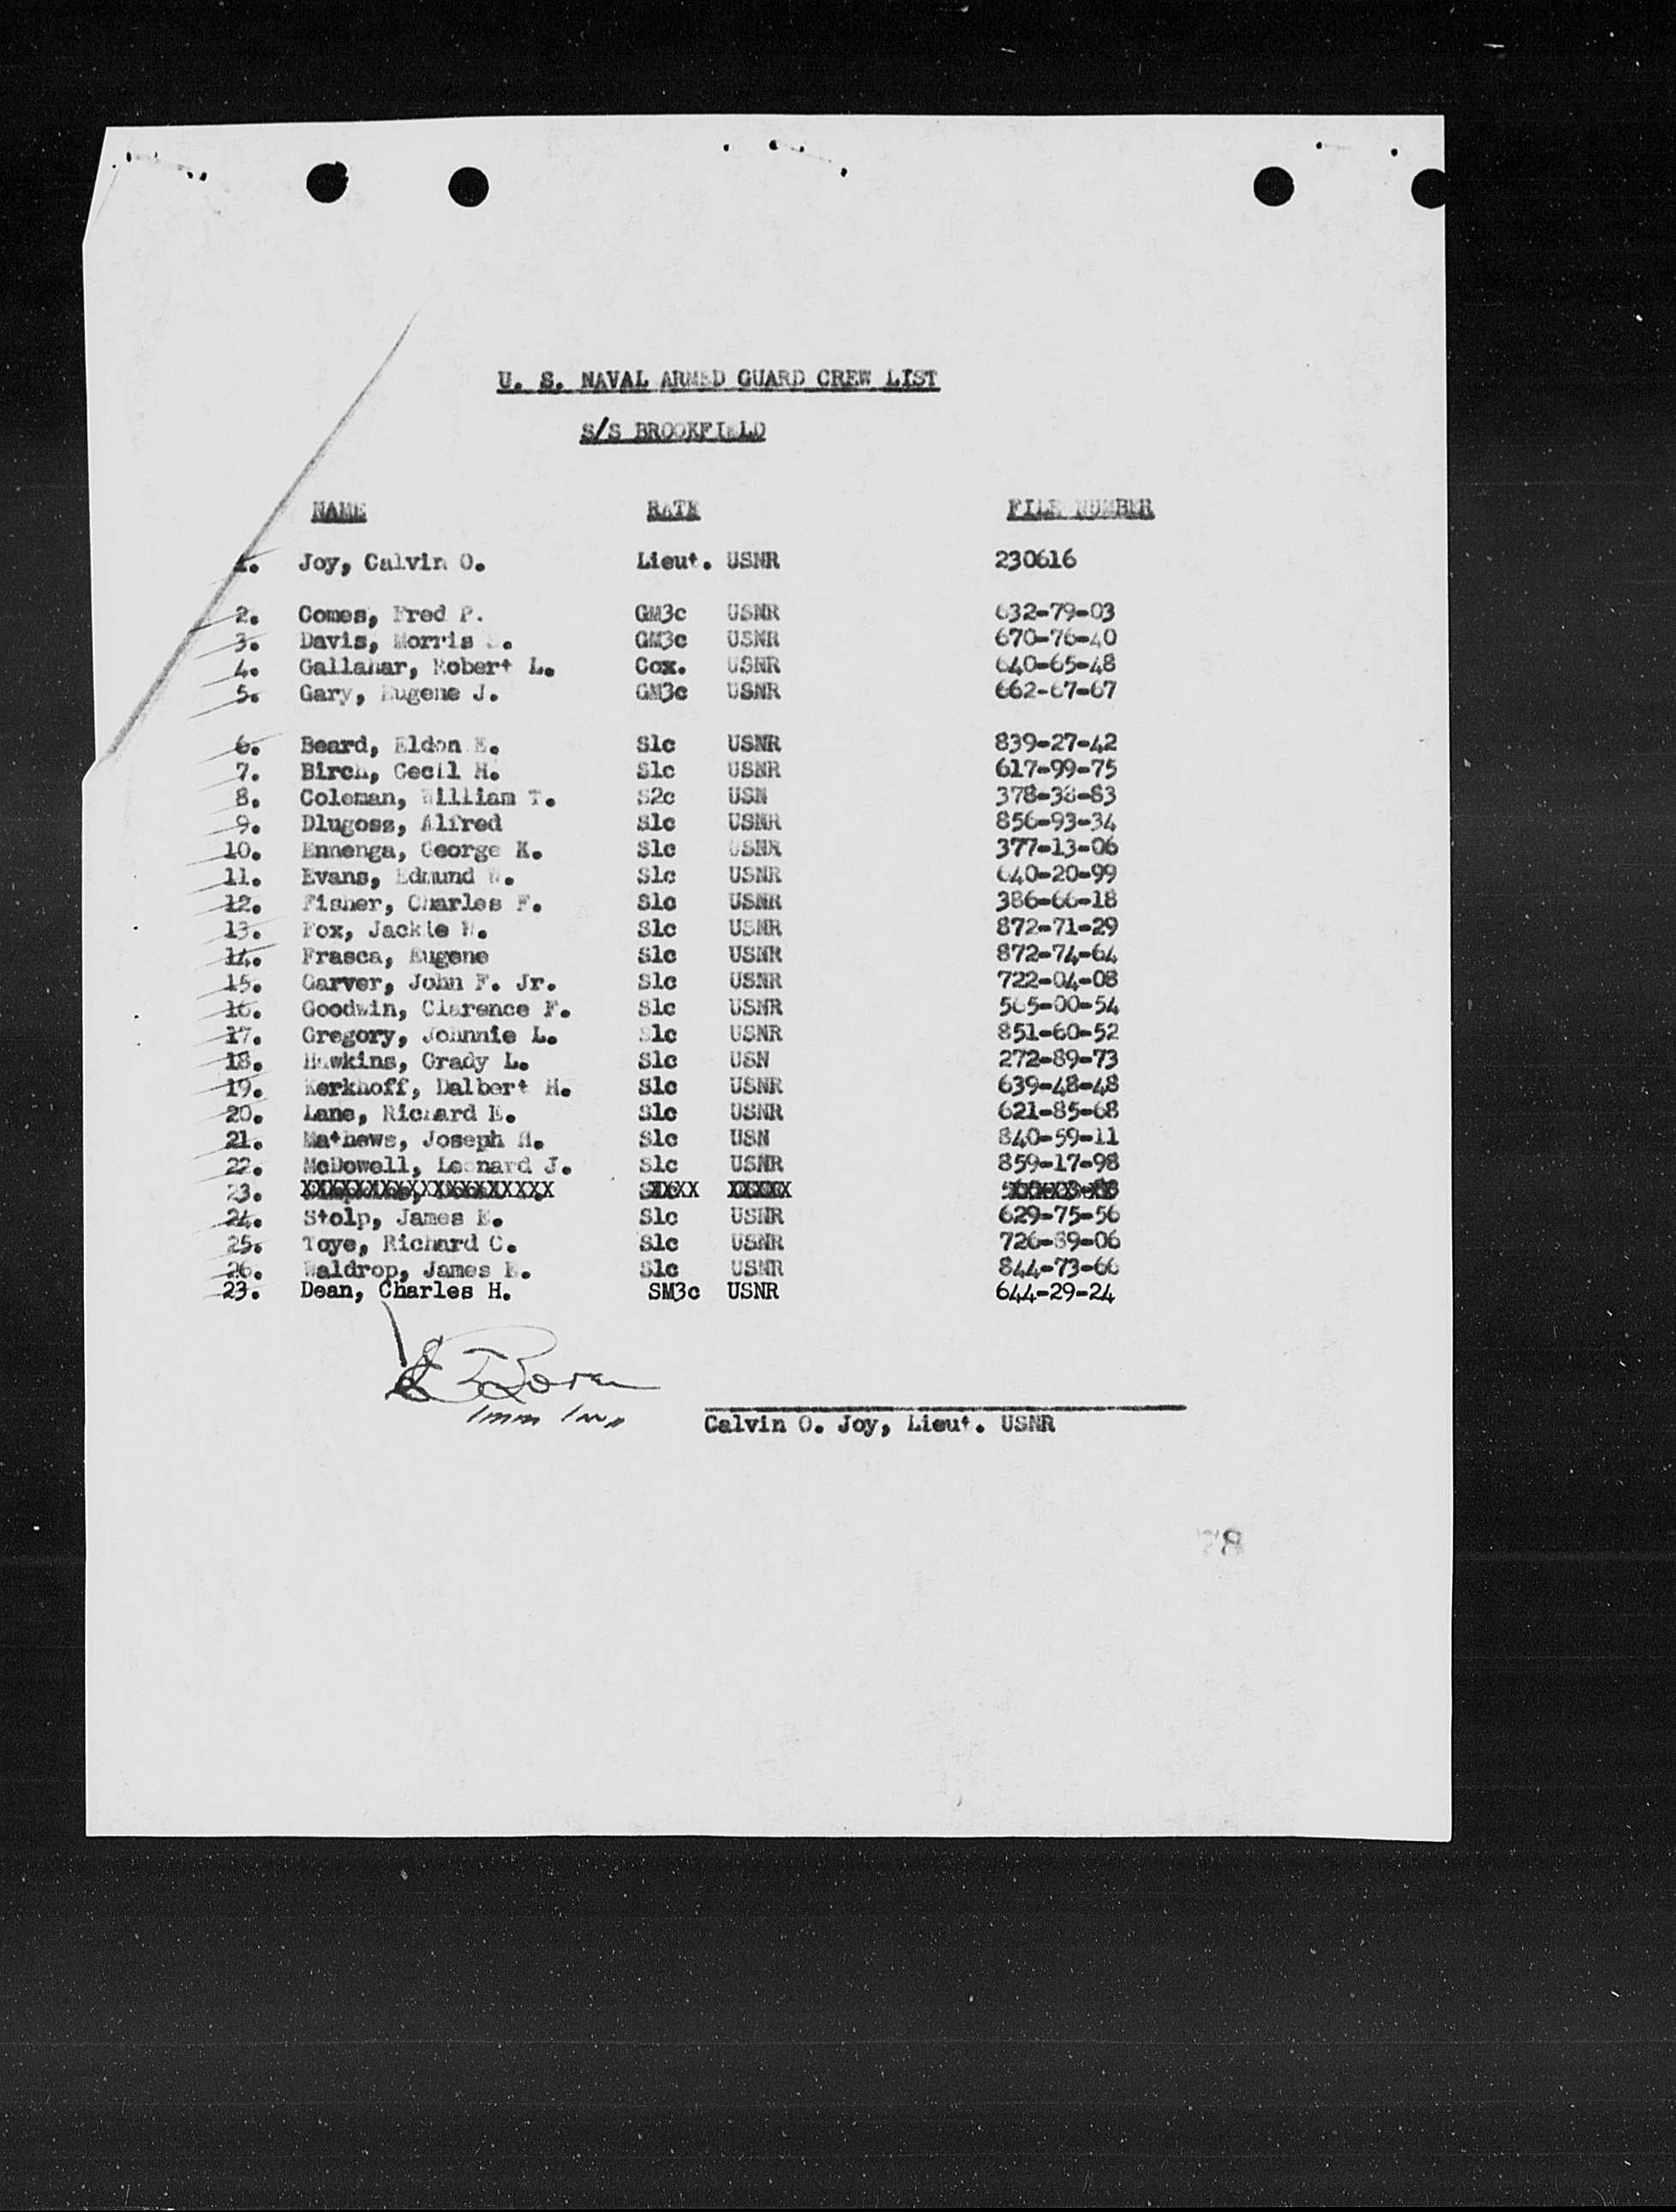 U. S. NAVAL ARMED GUARD CREW LIST
S/S BROOKFIELD
NAME RATE FILE NUMBER
1. Joy, Calvin O. Lieut. USNR 230616
2. Comes, Fred P. GM3c USNR 632-79-03
3. Davis, Morris GM3c USNR 670-76-40
4. Gallahar, Robert L. Cox. USNR 640-65-48
5. Gary, Eugene J. GM3c USNR 662-67-67
6. Beard, Eldon E. S1c USNR 839-27-42
7. Birch, Cecil H. S1c USNR 617-99-75
8. Coleman, William T. S2c USN 378-38-83
9. Dlugosz, Alfred S1c USNR 856-93-34
10. Ennenga, George K. S1c USNR 377-13-06
11. Evans, Edmund W. S1c USNR 640-20-99
12. Fisher, Charles F. S1c USNR 386-66-18
13. Fox, Jackie S1c USNR 872-71-29
14. Frasca, Eugene S1c USNR 872-74-64
15. Garver, John F. Jr. S1c USNR 722-04-08
16. Goodwin, Clarence F. S1c USNR 565-00-54
17. Gregory, Johnnie L. S1c USNR 851-60-52
18. Hawkins, Grady L. S1c USN 272-89-73
19. Kerkhoff, Dalbert H. S1c USNR 639-48-48
20. Lane, Richard E. S1c USNR 621-85-68
21. Mathews, Joseph H. S1c USN 840-59-11
22. McDowell, Leonard J. S1c USNR 859-17-98
23.
24. Stolp, James E. S1c USNR 629-75-56
25. Toye, Richard C. S1c USNR 726-89-06
26. Waldrop, James E. S1c USNR 844-73-66
23. Dean, Charles H. SM3c USNR 644-29-24
Calvin O. Joy, Lieut. USNR